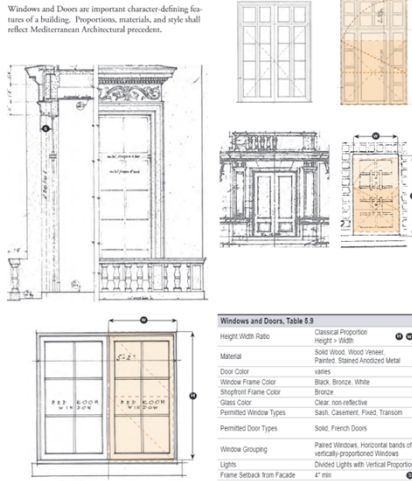 Windows and Doors are important character-defining fea-
tures of a building. Proportions, materials, and style shall
reflect Mediterranean Architectural precedent.
5'-2"
BED ROOM
WINDOW
BED ROOM
WINDOW
Windows and Doors, Table 5.9
Height:Width Ratio
Classical Proportion
Height > Width
Material
Solid Wood, Wood Veneer,
Painted, Stained Anodized Metal
Door Color
varies
Window Frame Color
Black, Bronze, White
Shopfront Frame Color
Bronze
Glass Color
Clear, non-reflective
Permitted Window Types
Sash, Casement, Fixed, Transom
Permitted Door Types
Solid, French Doors
Window Grouping
Paired Windows, Horizontal bands of
vertically-proportioned Windows
Lights
Divided Lights with Vertical Proportion
Frame Setback from Facade
4" min